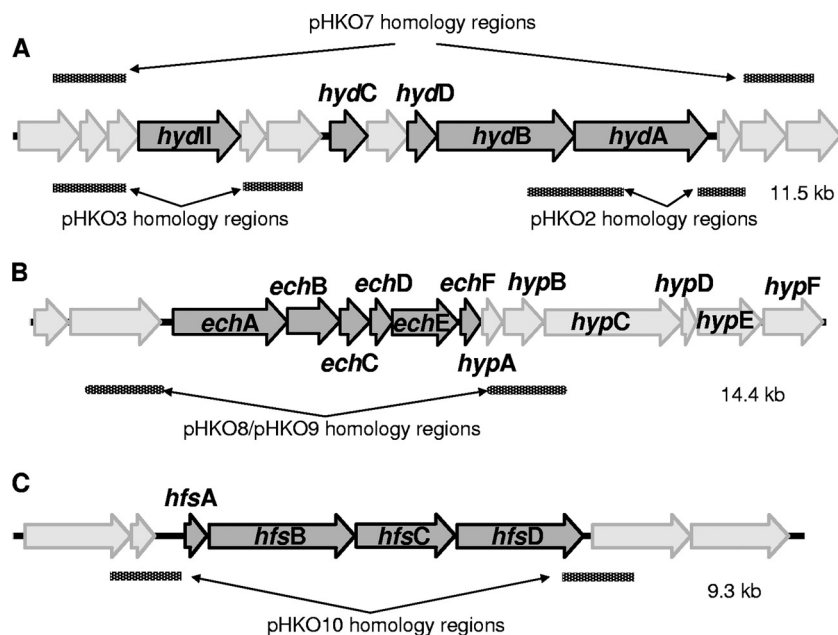 pHKO7 homology regions
A
hydC hydD
hydII hydB hydA
pHKO3 homology regions
pHKO2 homology regions
11.5 kb
B
echB echD echF hypB hypD hypF
echA echE hypC hypE
echC hypA
14.4 kb
pHKO8/pHKO9 homology regions
C
hfsA
hfsB hfsC hfsD
9.3 kb
pHKO10 homology regions